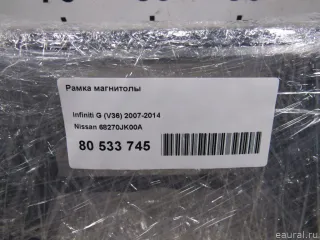 Рамка магнитолы
Infiniti G (V36) 2007-2014
Nissan 68270JK00A
80 533 745
eaural.ru